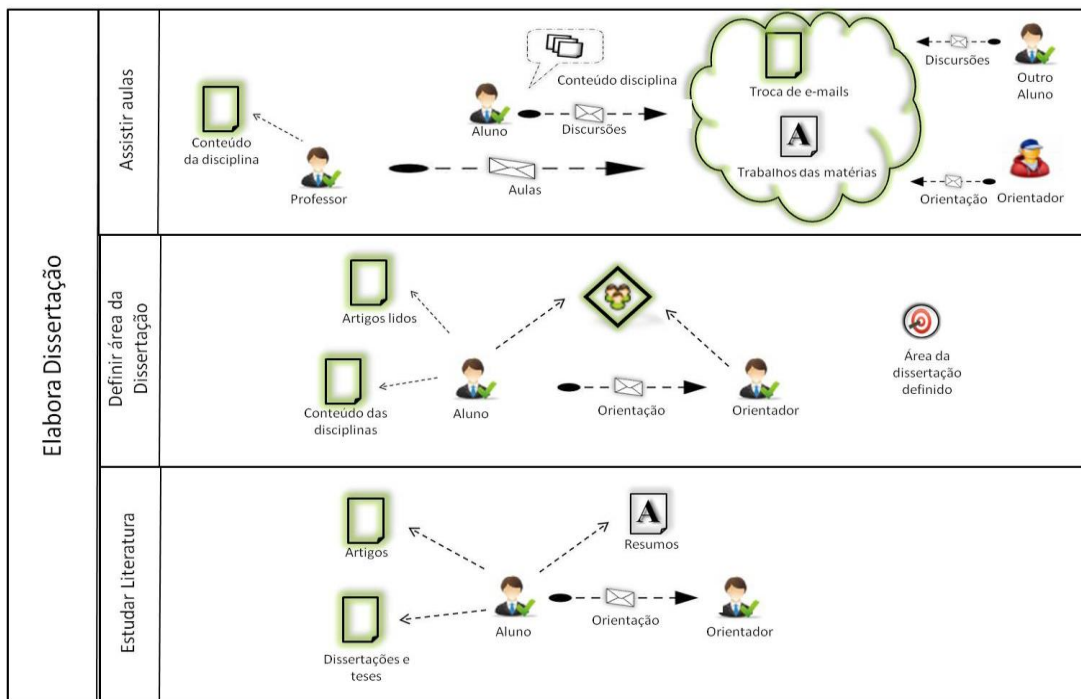 Elabora Dissertação
Assistir aulas
Conteúdo
da disciplina
Professor
Aluno
Conteúdo disciplina
Discursões
Aulas
Troca de e-mails
A
Trabalhos das matérias
Discursões
Outro
Aluno
Orientação
Orientador
Definir área da
Dissertação
Artigos lidos
Conteúdo das
disciplinas
Aluno
Orientação
Orientador
Área da
dissertação
definido
Estudar Literatura
Artigos
Dissertações e
teses
Aluno
A
Resumos
Orientação
Orientador